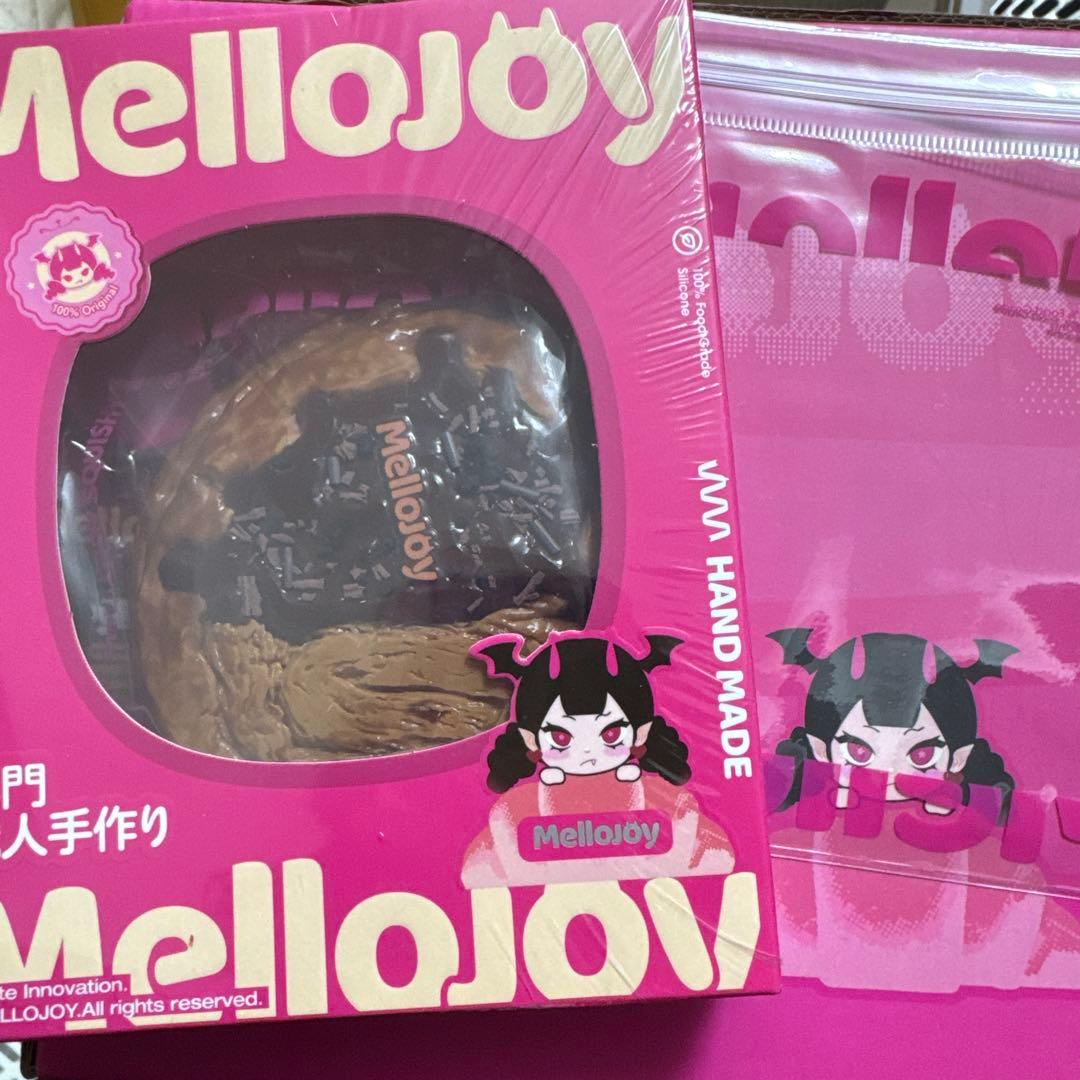 Mellojoy
100% Original
100% Food Grade
Silicone
SQUISHY
Mellojoy
HAND MADE
門
人手作り
Mellojoy
Mellojoy
te Innovation.
LLOJOY.All rights reserved.